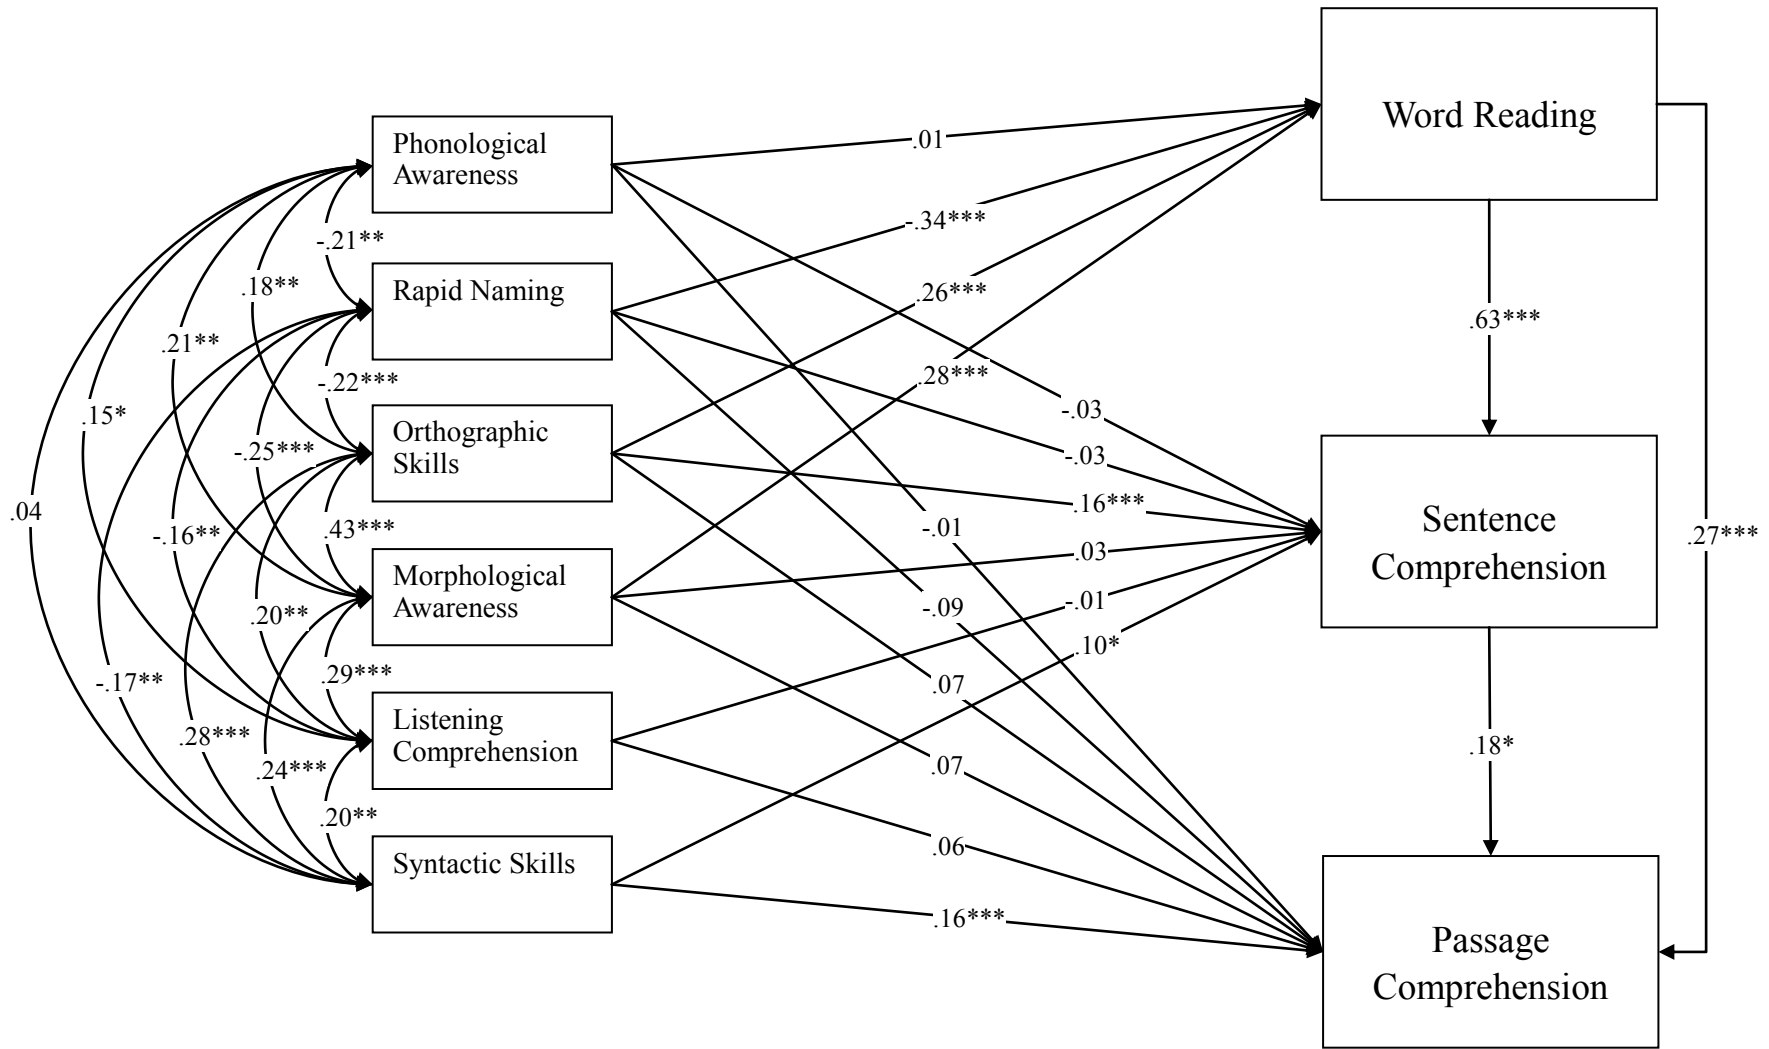 Word Reading
Phonological
Awareness
.01
-.34***
-.21**
.18**
Rapid Naming
.26***
.63***
.21**
-.22***
.28***
.15*
-.03
Orthographic
Skills
-.25***
-.03
.16***
.04
-.16**
.43***
-.01
Sentence
Comprehension
.27***
.03
Morphological
Awareness
.20**
-.09
-.01
.10*
-.17**
.29***
.07
Listening
Comprehension
.28***
.24***
.07
.18*
.20**
.06
Syntactic Skills
.16***
Passage
Comprehension